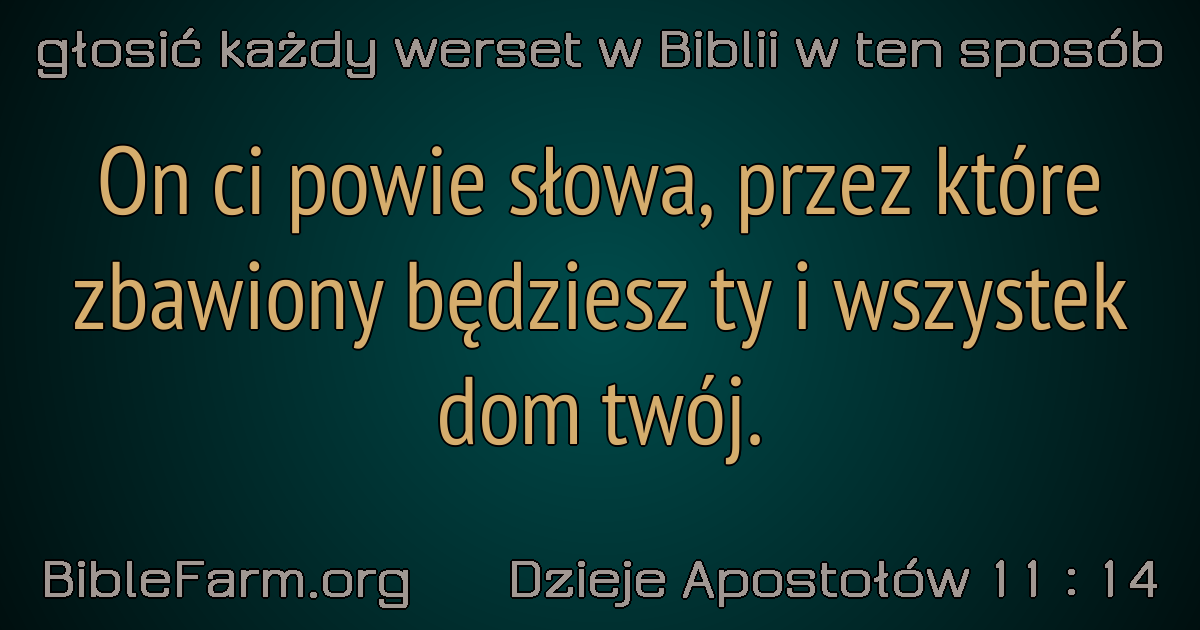 głosić każdy werset w Biblii w ten sposób
On ci powie słowa, przez które
zbawiony będziesz ty i wszystek
dom twój.
BibleFarm.org Dzieje Apostołów 11 : 14